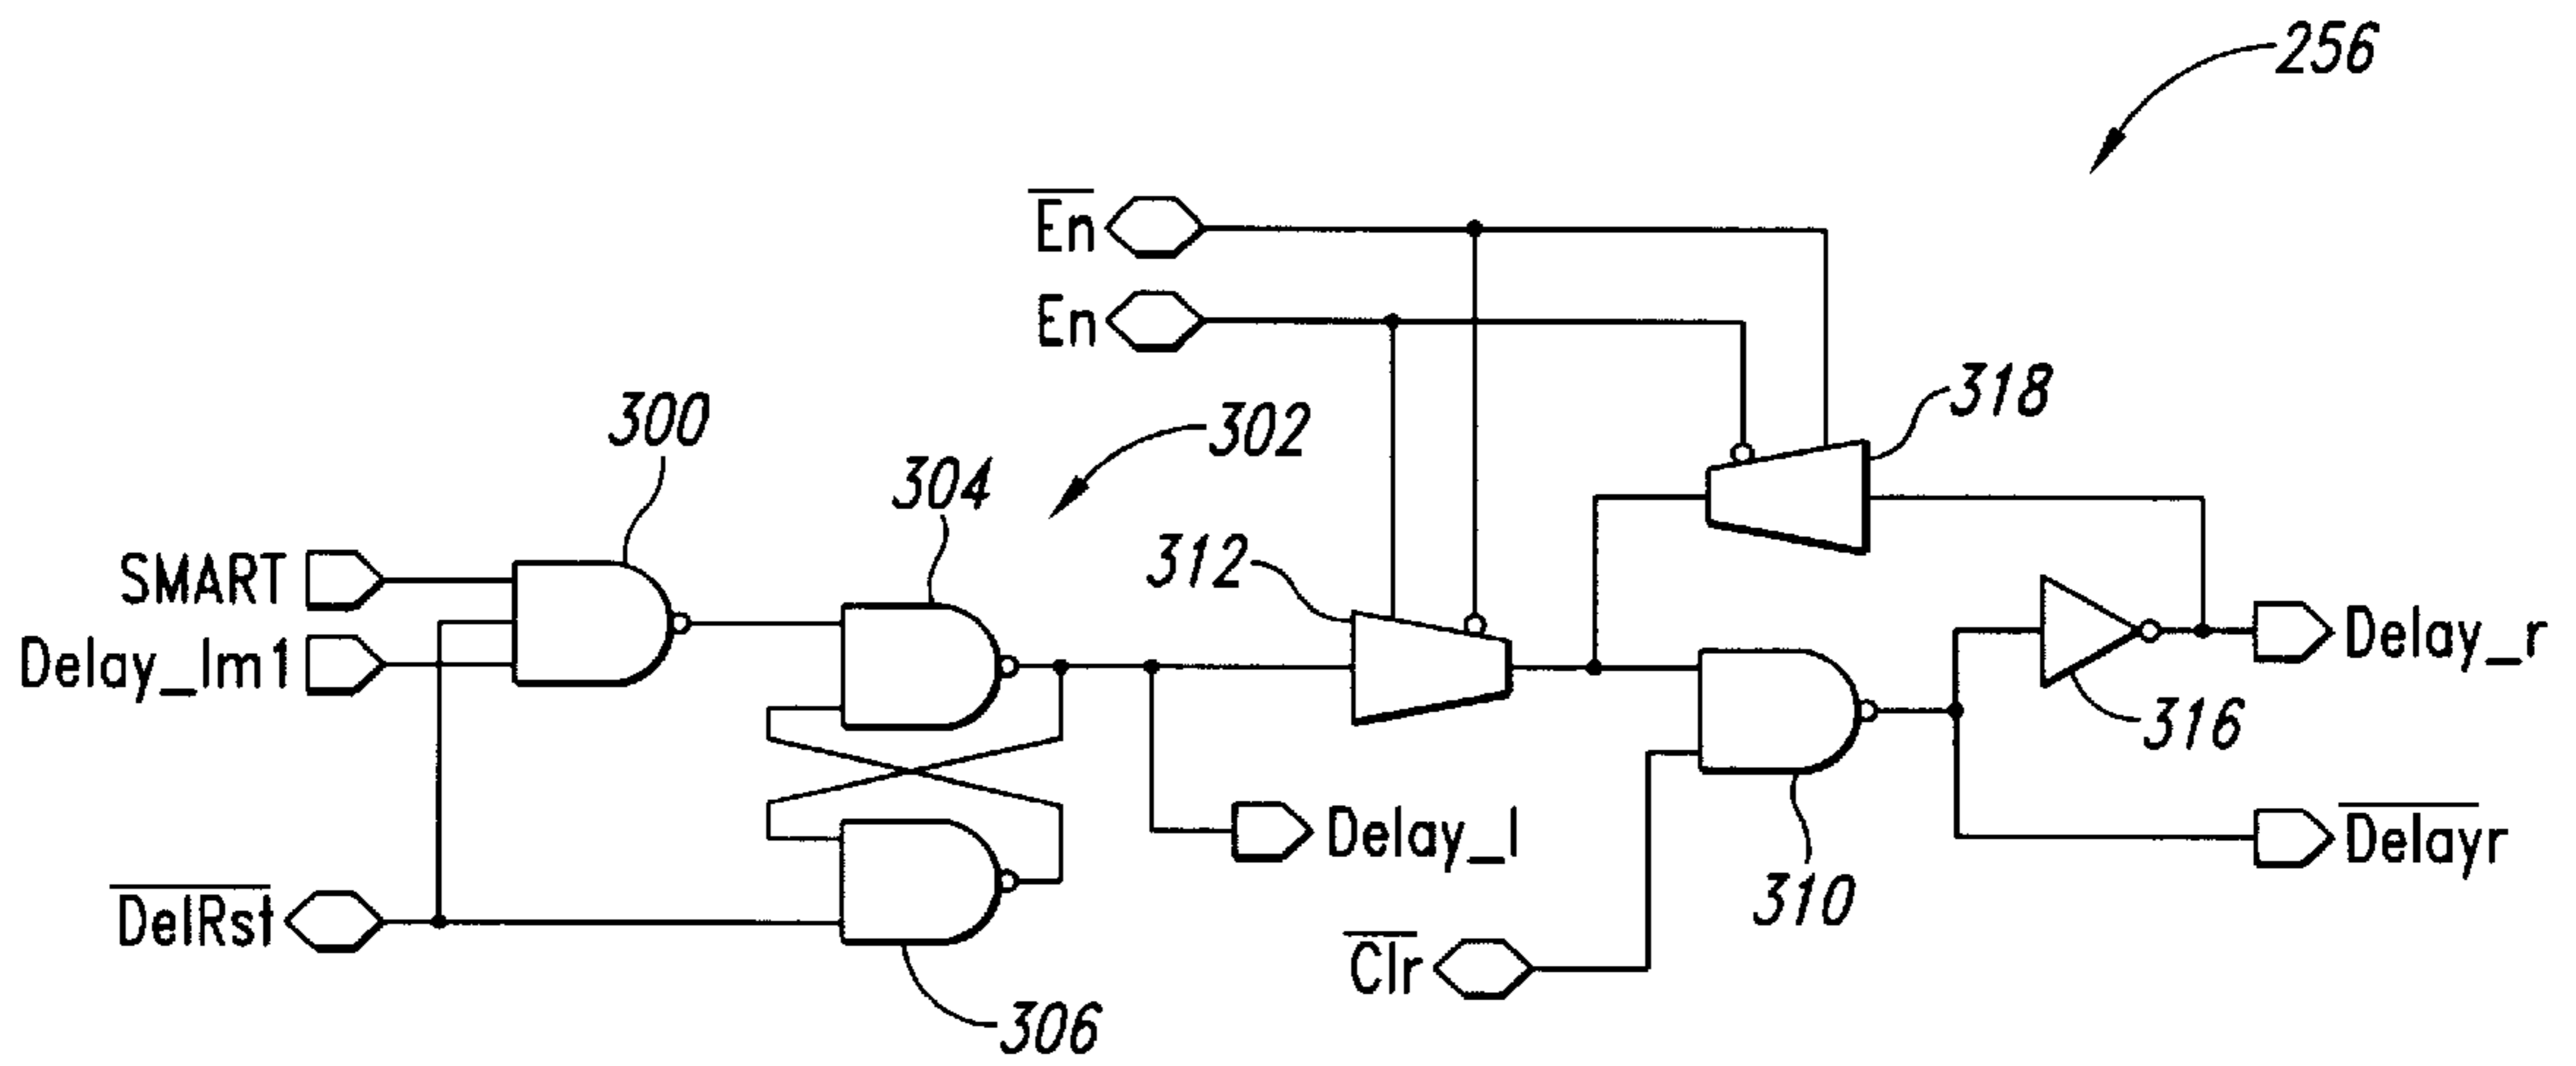 256
En
En
318
300
302
304
312
SMART
Delay_lm1
Delay_r
316
Delay_l
Delayr
310
DelRst
Clr
306